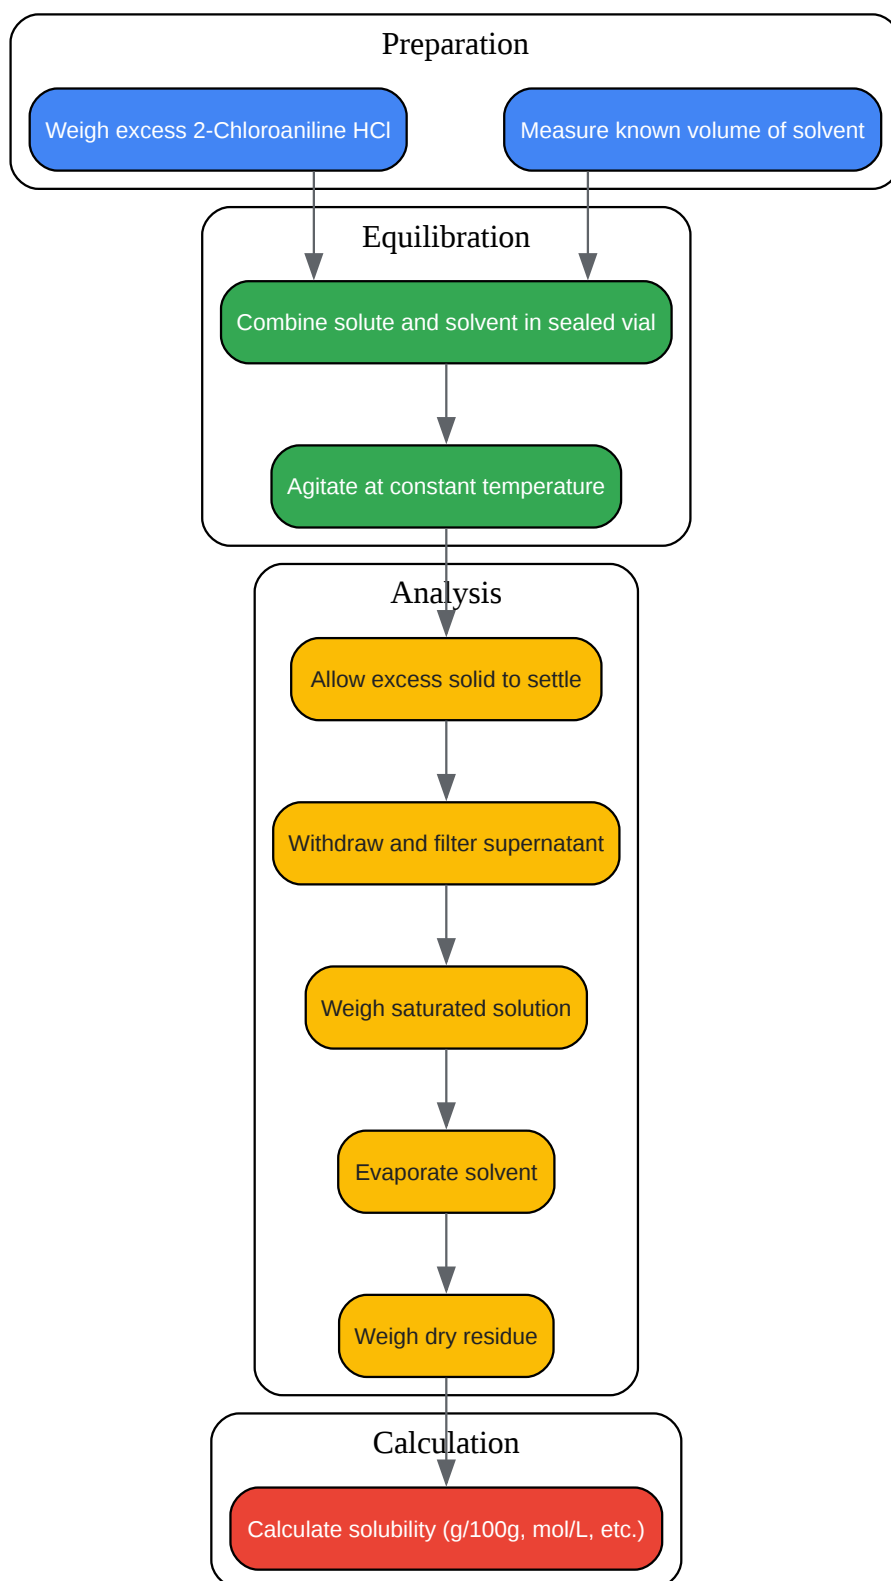 Preparation
Weigh excess 2-Chloroaniline HCl
Measure known volume of solvent
Equilibration
Combine solute and solvent in sealed vial
Agitate at constant temperature
Analysis
Allow excess solid to settle
Withdraw and filter supernatant
Weigh saturated solution
Evaporate solvent
Weigh dry residue
Calculation
Calculate solubility (g/100g, mol/L, etc.)